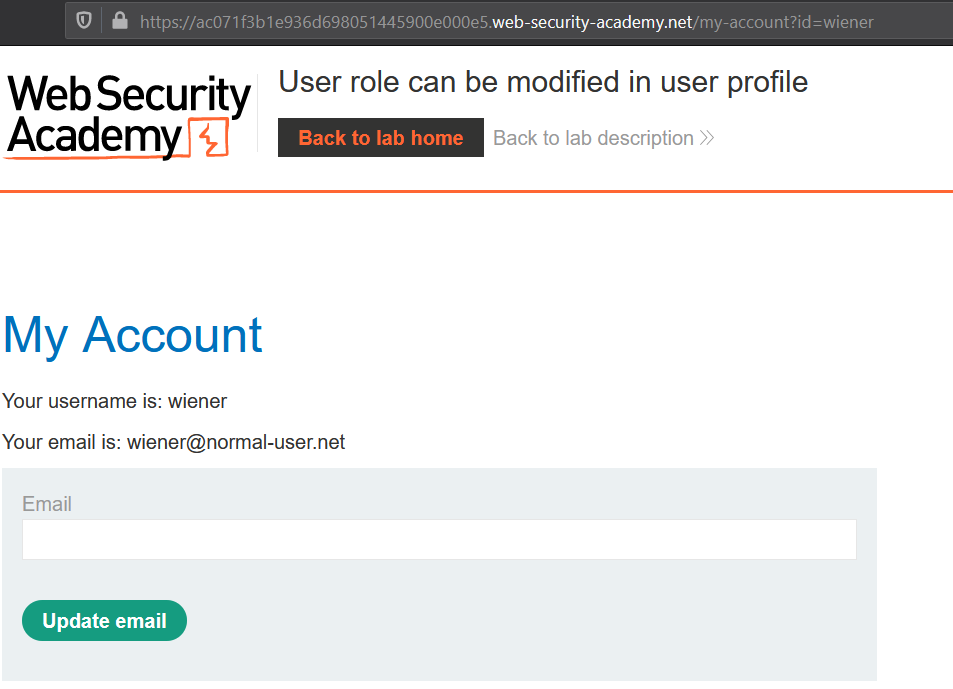 https://ac071f3b1e936d698051445900e000e5.web-security-academy.net/my-account?id=wiener
Web Security
Academy
User role can be modified in user profile
Back to lab home
Back to lab description
My Account
Your username is: wiener
Your email is: wiener@normal-user.net
Email
Update email